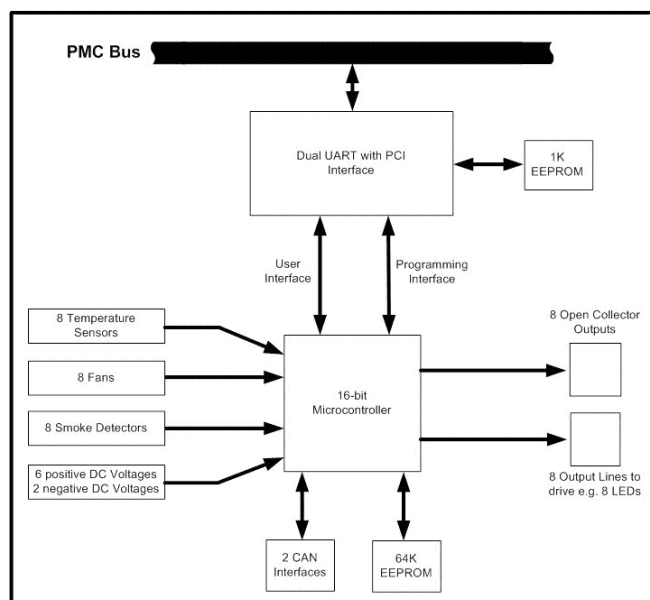 PMC Bus
Dual UART with PCI
Interface
1K
EEPROM
User
Interface
Programming
Interface
8 Temperature
Sensors
8 Fans
8 Smoke Detectors
6 positive DC Voltages
2 negative DC Voltages
16-bit
Microcontroller
8 Open Collector
Outputs
8 Output Lines to
drive e.g. 8 LEDs
2 CAN
Interfaces
64K
EEPROM